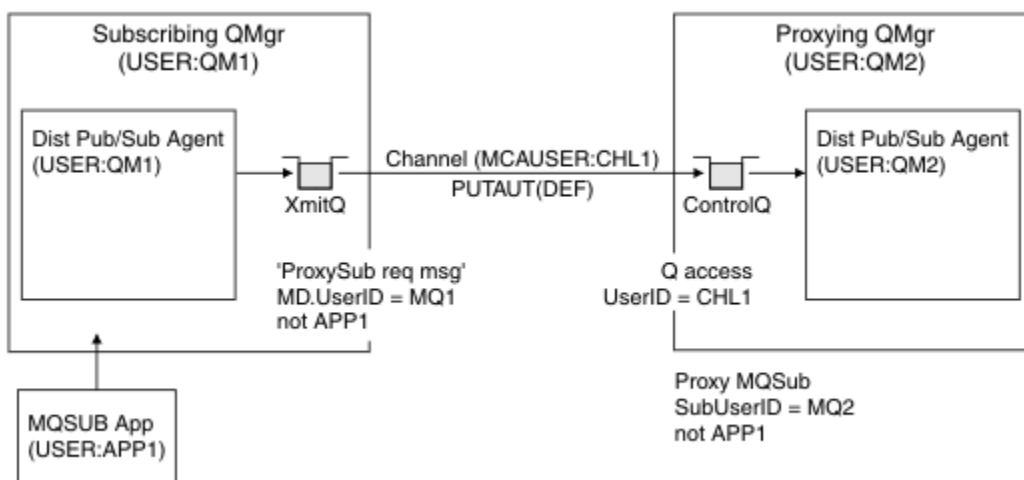 Subscribing QMgr
(USER:QM1)
Proxying QMgr
(USER:QM2)
Dist Pub/Sub Agent
(USER:QM1)
XmitQ
Channel (MCAUSER:CHL1)
PUTAUT(DEF)
ControlQ
Dist Pub/Sub Agent
(USER:QM2)
'ProxySub req msg'
MD.UserID = MQ1
not APP1
Q access
UserID = CHL1
Proxy MQSub
SubUserID = MQ2
not APP1
MQSUB App
(USER:APP1)